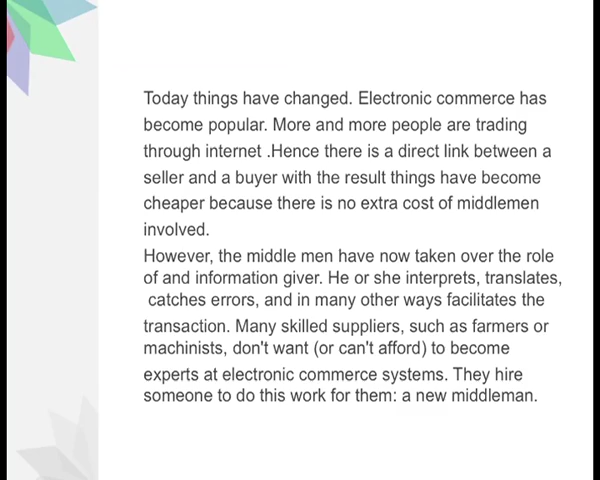 Today things have changed. Electronic commerce has
become popular. More and more people are trading
through internet .Hence there is a direct link between a
seller and a buyer with the result things have become
cheaper because there is no extra cost of middlemen
involved.
However, the middle men have now taken over the role
of and information giver. He or she interprets, translates,
catches errors, and in many other ways facilitates the
transaction. Many skilled suppliers, such as farmers or
machinists, don't want (or can't afford) to become
experts at electronic commerce systems. They hire
someone to do this work for them: a new middleman.